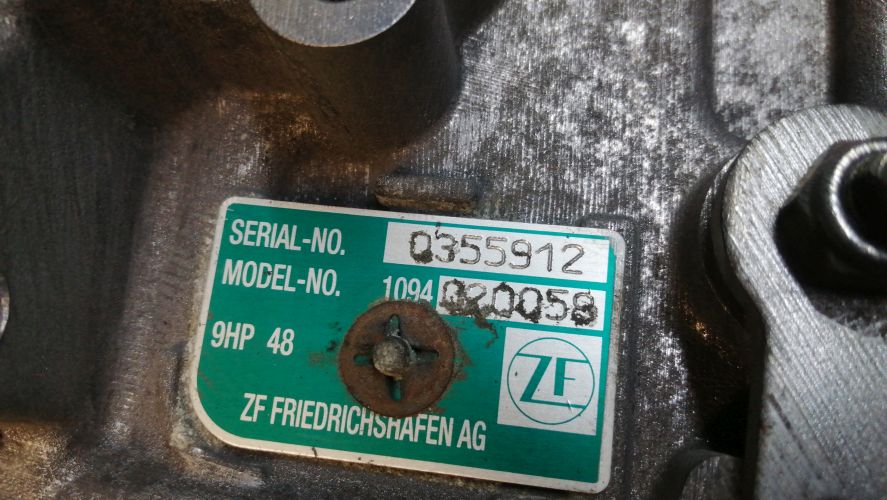 SERIAL-NO. 0355912
MODEL-NO. 1094 020058
9HP 48
ZF
ZF FRIEDRICHSHAFEN AG